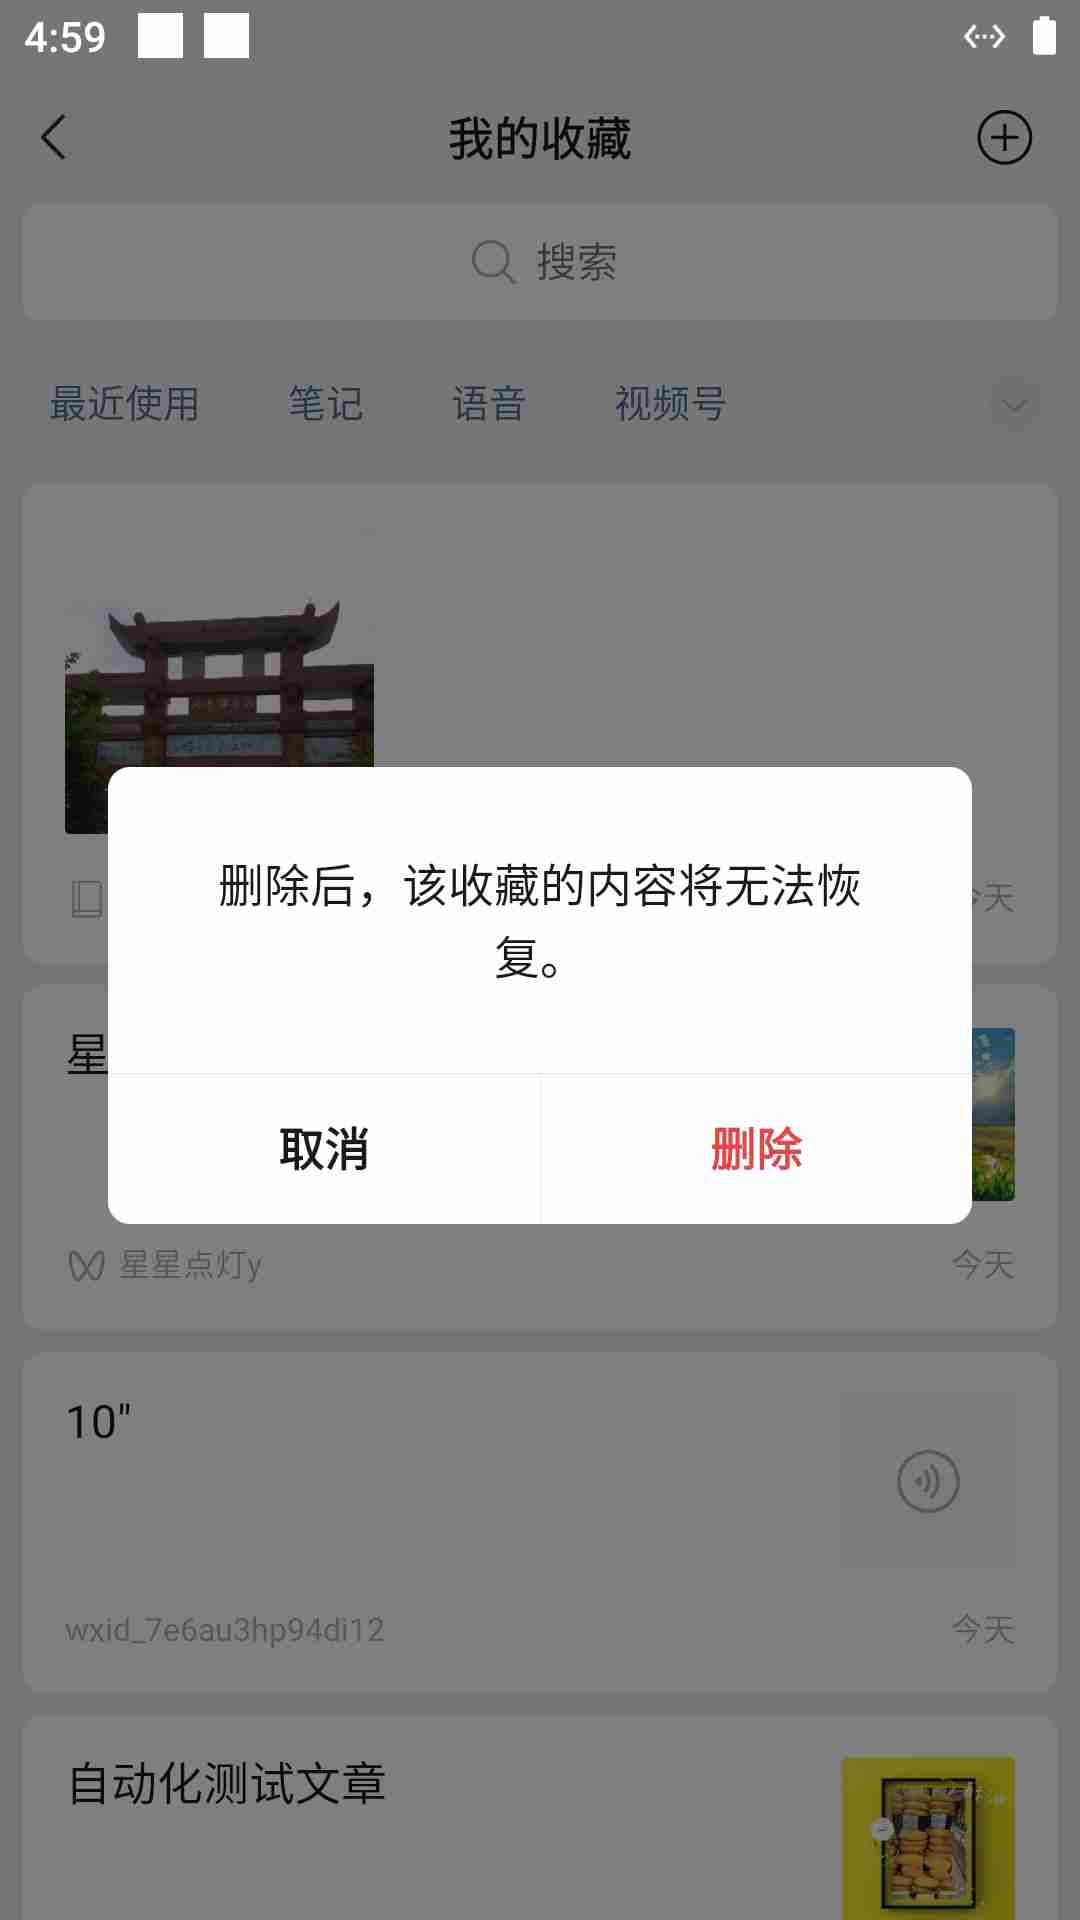 4:59
我的收藏
搜索
最近使用 笔记 语音 视频号
删除后，该收藏的内容将无法恢
复。
今天
星
取消 删除
星星点灯y 今天
10"
wxid_7e6au3hp94di12 今天
自动化测试文章